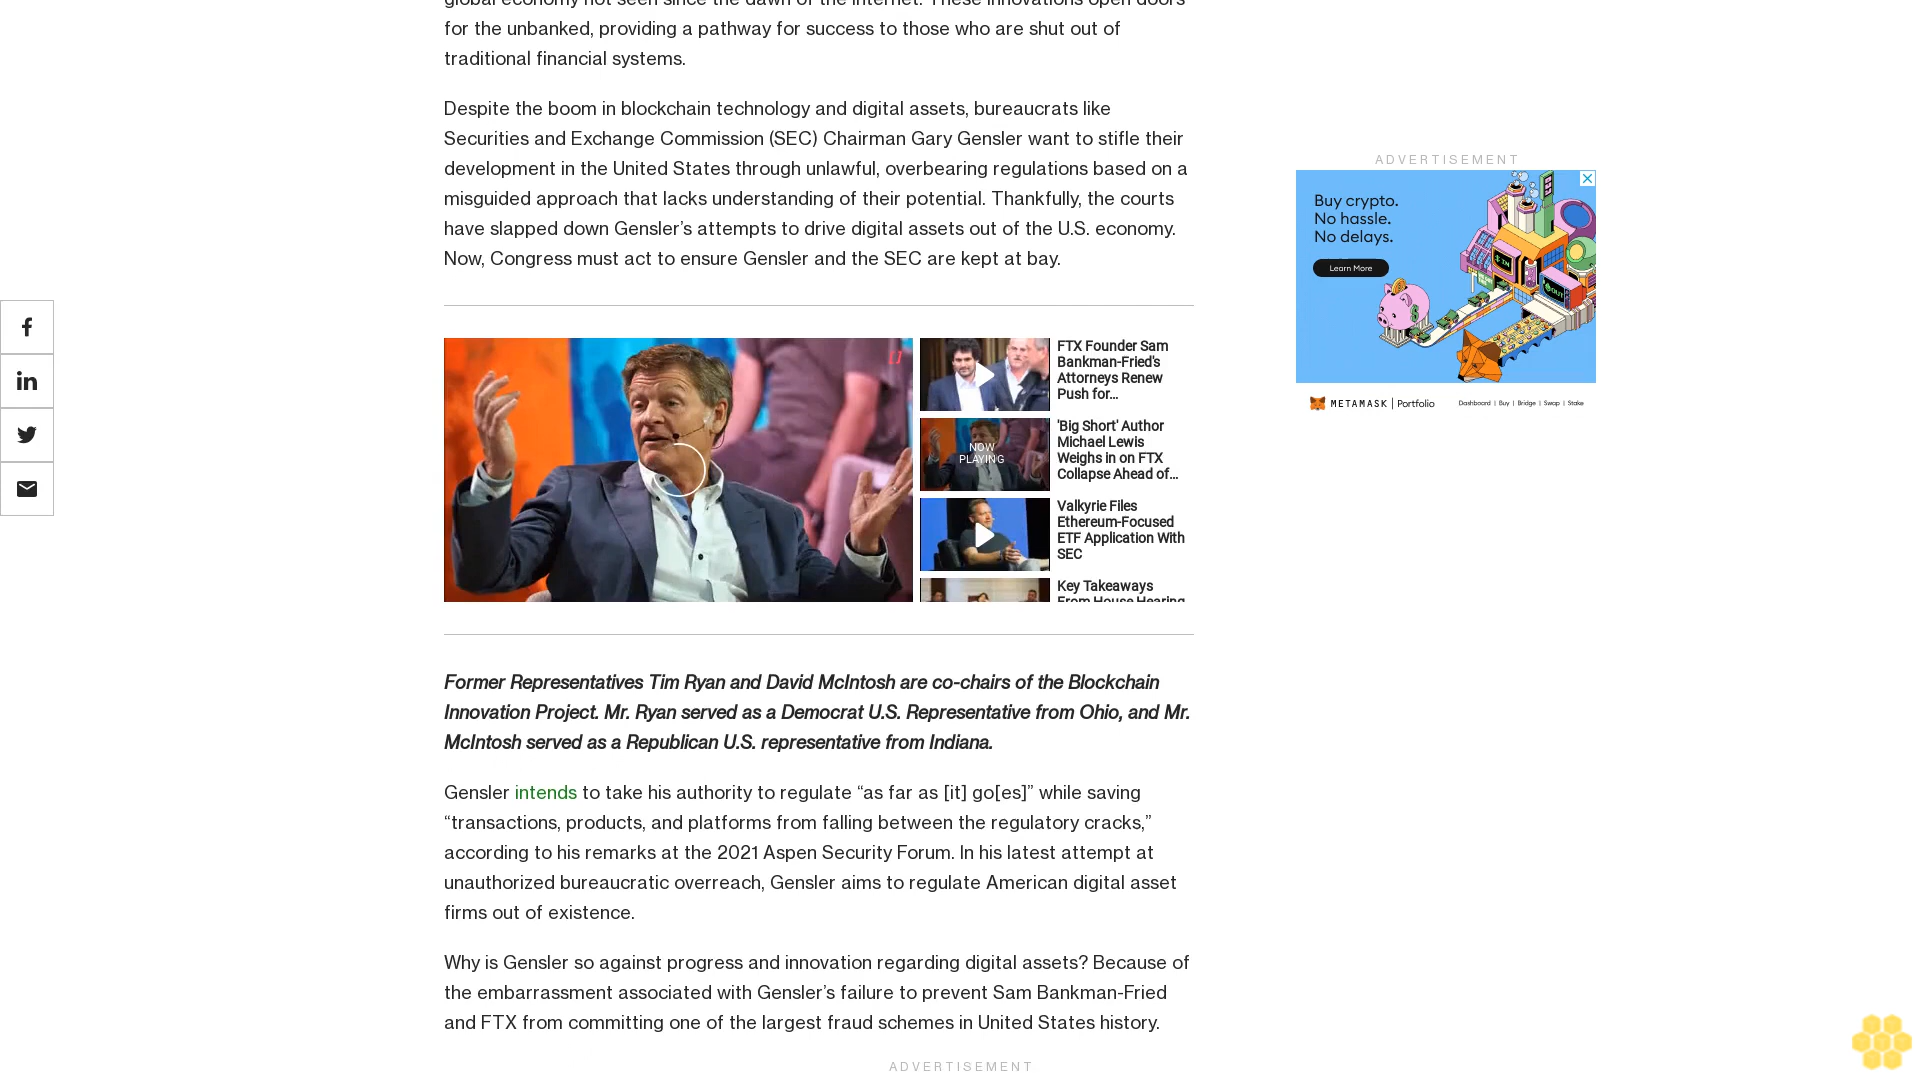 global economy not seen since the dawn of the internet. These innovations open doors
for the unbanked, providing a pathway for success to those who are shut out of
traditional financial systems.
Despite the boom in blockchain technology and digital assets, bureaucrats like
Securities and Exchange Commission (SEC) Chairman Gary Gensler want to stifle their
development in the United States through unlawful, overbearing regulations based on a
misguided approach that lacks understanding of their potential. Thankfully, the courts
have slapped down Gensler’s attempts to drive digital assets out of the U.S. economy.
Now, Congress must act to ensure Gensler and the SEC are kept at bay.
ADVERTISEMENT
Buy crypto.
No hassle.
No delays.
Learn More
IN
OUT
METAMASK | Portfolio
Dashboard | Buy | Bridge | Swap | Stake
FTX Founder Sam
Bankman-Fried's
Attorneys Renew
Push for...
NOW
PLAYING
'Big Short' Author
Michael Lewis
Weighs in on FTX
Collapse Ahead of...
Valkyrie Files
Ethereum-Focused
ETF Application With
SEC
Key Takeaways
From House Hearing
Former Representatives Tim Ryan and David McIntosh are co-chairs of the Blockchain
Innovation Project. Mr. Ryan served as a Democrat U.S. Representative from Ohio, and Mr.
McIntosh served as a Republican U.S. representative from Indiana.
Gensler intends to take his authority to regulate “as far as [it] go[es]” while saving
“transactions, products, and platforms from falling between the regulatory cracks,”
according to his remarks at the 2021 Aspen Security Forum. In his latest attempt at
unauthorized bureaucratic overreach, Gensler aims to regulate American digital asset
firms out of existence.
Why is Gensler so against progress and innovation regarding digital assets? Because of
the embarrassment associated with Gensler’s failure to prevent Sam Bankman-Fried
and FTX from committing one of the largest fraud schemes in United States history.
ADVERTISEMENT